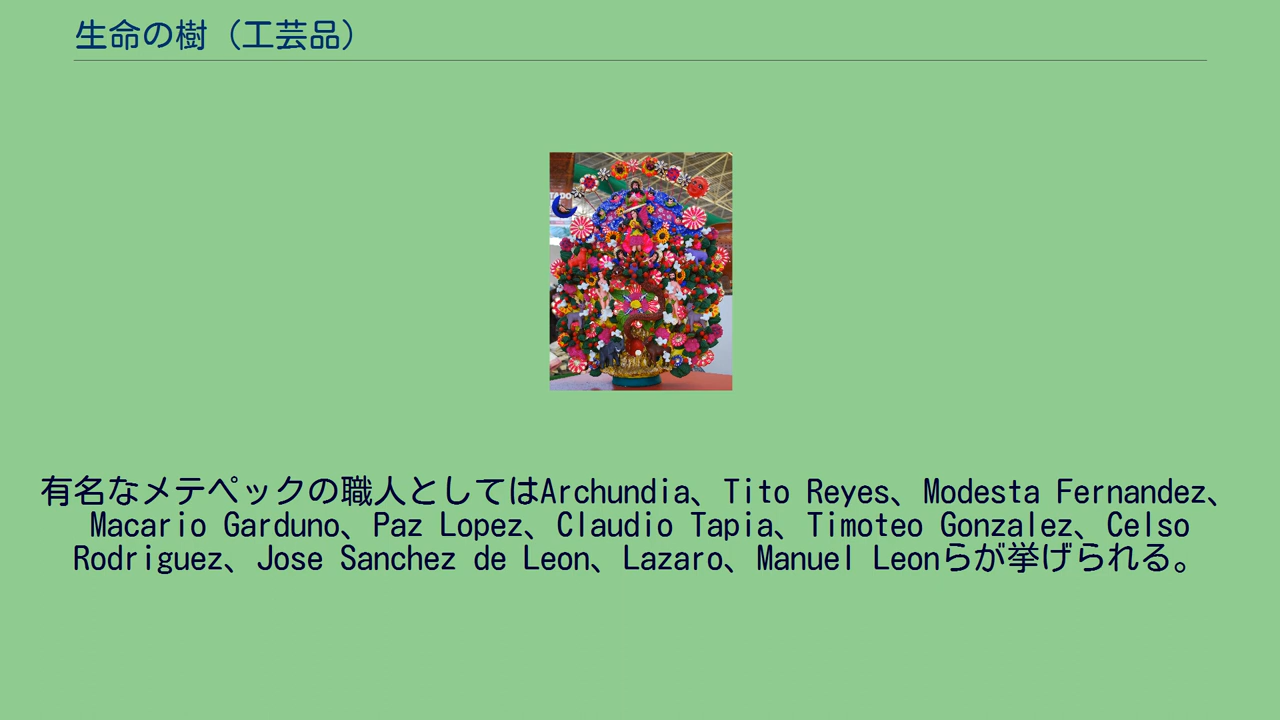 生命の樹（工芸品）
有名なメテペックの職人としてはArchundia、Tito Reyes、Modesta Fernandez、
Macario Garduno、Paz Lopez、Claudio Tapia、Timoteo Gonzalez、Celso
Rodriguez、Jose Sanchez de Leon、Lazaro、Manuel Leonらが挙げられる。